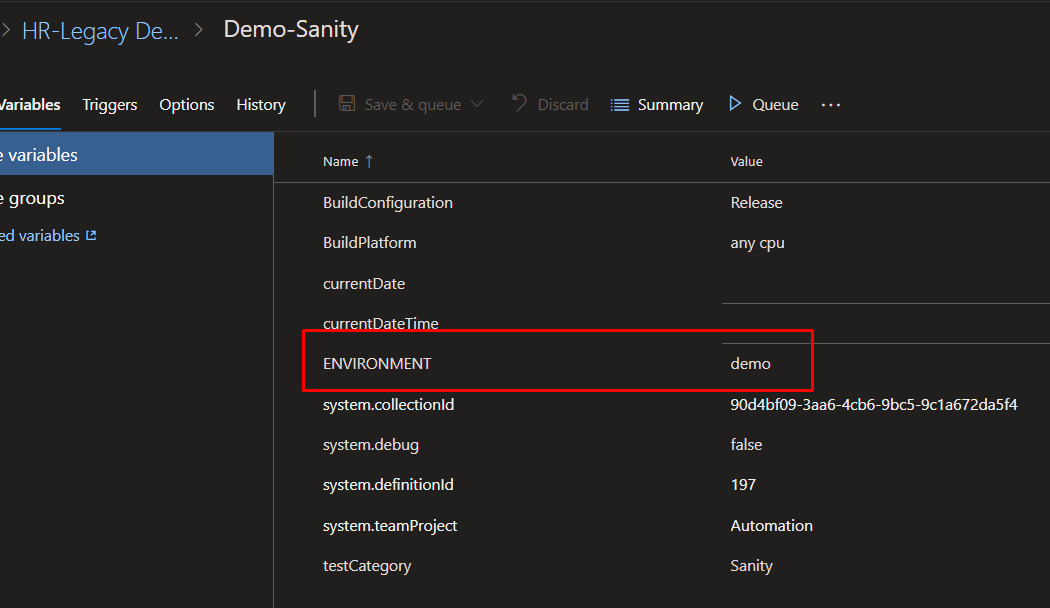 HR-Legacy De... > Demo-Sanity
Variables Triggers Options History Save & queue Discard Summary Queue ...
e variables
e groups
ed variables
Name ↑ Value
BuildConfiguration Release
BuildPlatform any cpu
currentDate
currentDateTime
ENVIRONMENT demo
system.collectionId 90d4bf09-3aa6-4cb6-9bc5-9c1a672da5f4
system.debug false
system.definitionId 197
system.teamProject Automation
testCategory Sanity